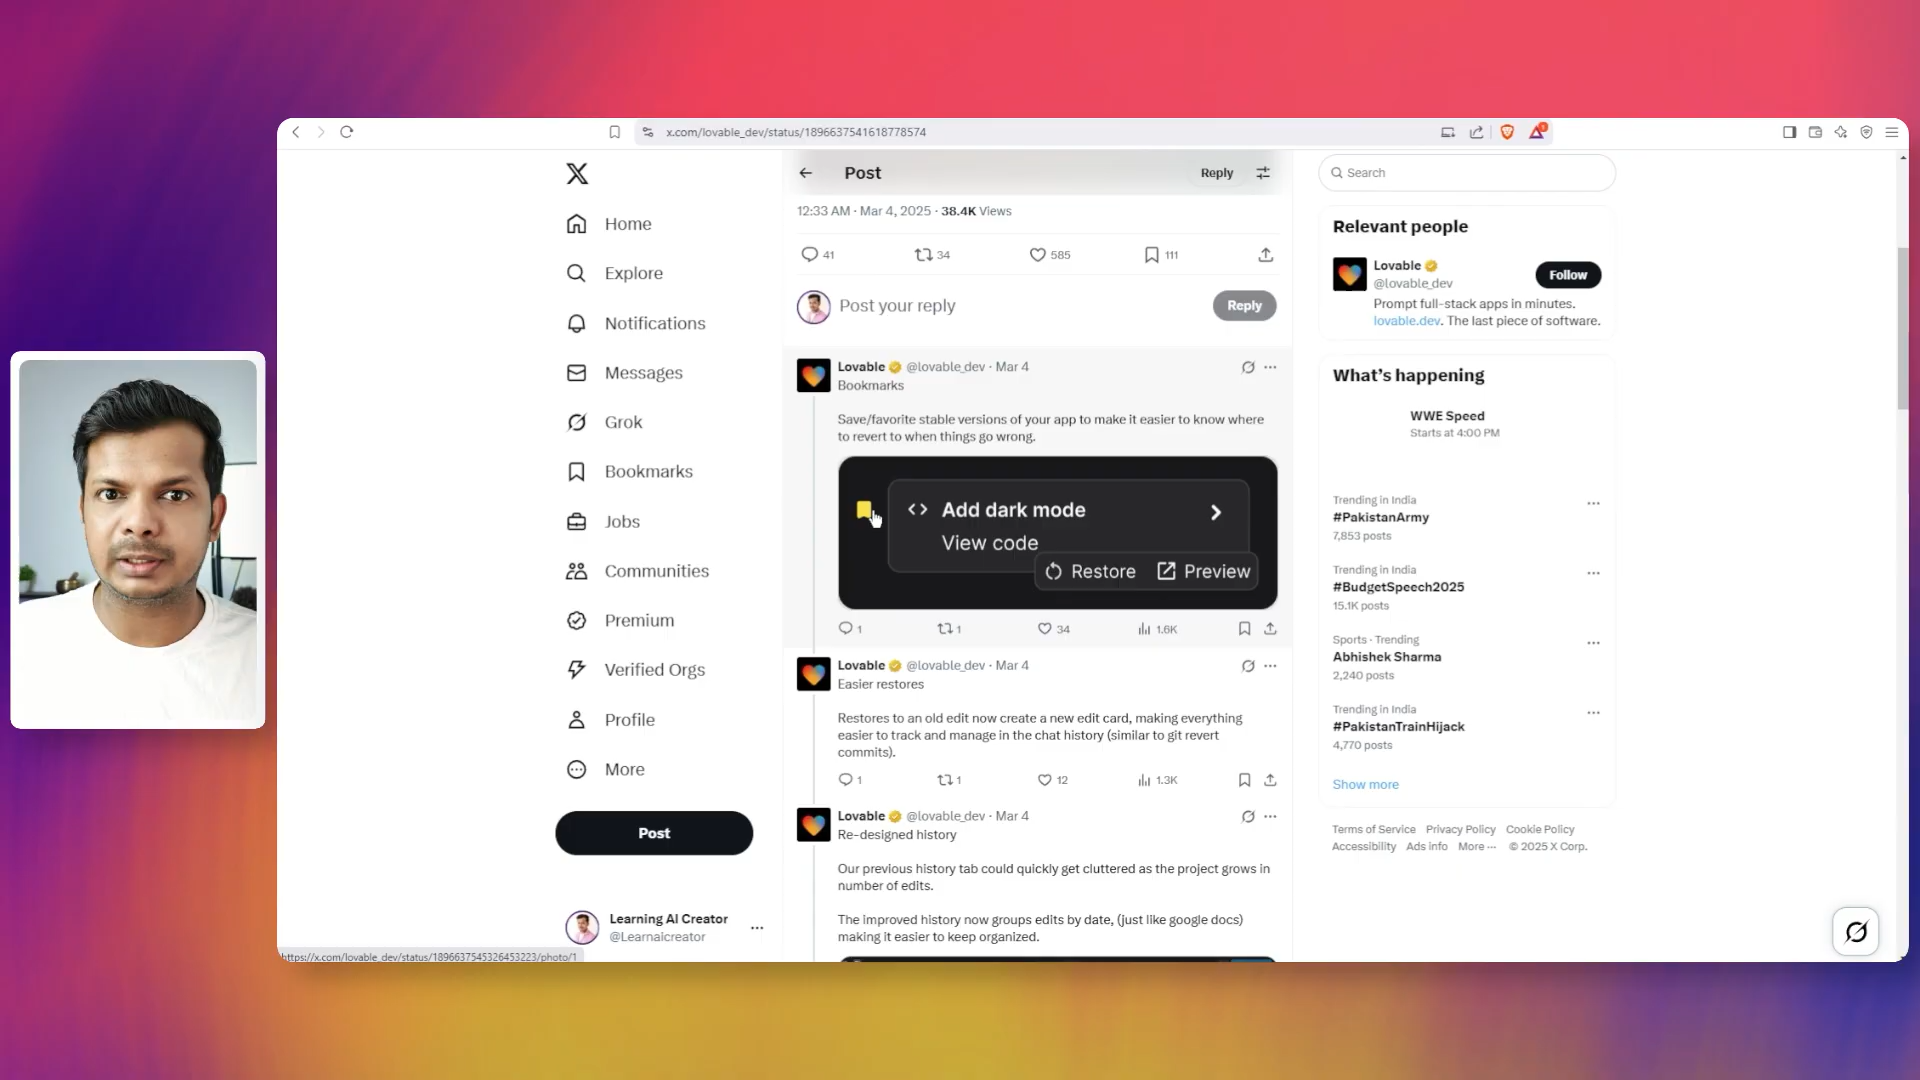 x.com/lovable_dev/status/1896637541618778574
Home
Explore
Notifications
Messages
Grok
Bookmarks
Jobs
Communities
Premium
Verified Orgs
Profile
More
Post
Learning AI Creator
@Learnaicreator
https://x.com/lovable_dev/status/1896637545326453223/photo/1
Post
Reply
12:33 AM · Mar 4, 2025 · 38.4K Views
41 34 585 111
Post your reply
Reply
Lovable @lovable_dev · Mar 4
Bookmarks
Save/favorite stable versions of your app to make it easier to know where
to revert to when things go wrong.
<> Add dark mode
View code
Restore Preview
1 1 34 1.6K
Lovable @lovable_dev · Mar 4
Easier restores
Restores to an old edit now create a new edit card, making everything
easier to track and manage in the chat history (similar to git revert
commits).
1 1 12 1.3K
Lovable @lovable_dev · Mar 4
Re-designed history
Our previous history tab could quickly get cluttered as the project grows in
number of edits.
The improved history now groups edits by date, (just like google docs)
making it easier to keep organized.
Search
Relevant people
Lovable
@lovable_dev
Follow
Prompt full-stack apps in minutes.
lovable.dev. The last piece of software.
What's happening
WWE Speed
Starts at 4:00 PM
Trending in India
#PakistanArmy
7,853 posts
Trending in India
#BudgetSpeech2025
15.1K posts
Sports · Trending
Abhishek Sharma
2,240 posts
Trending in India
#PakistanTrainHijack
4,770 posts
Show more
Terms of Service Privacy Policy Cookie Policy
Accessibility Ads info More ··· © 2025 X Corp.